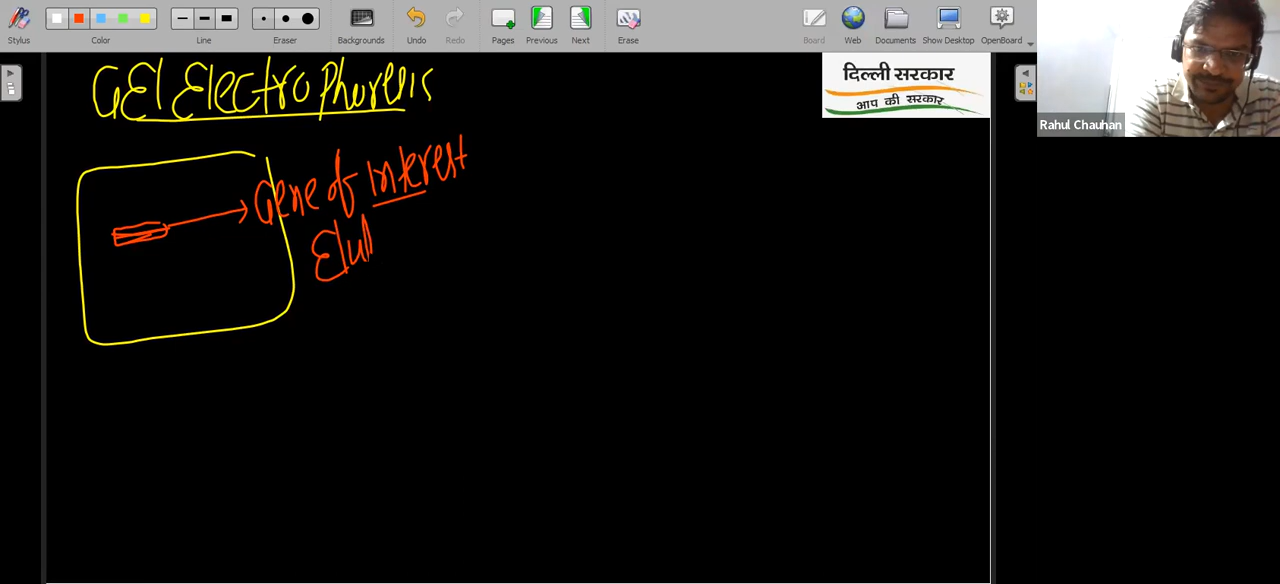 Stylus
Color
Line
Eraser
Backgrounds
Undo
Redo
Pages
Previous
Next
Erase
Board
Web
Documents
Show Desktop
OpenBoard
GEl Electrophoresis
दिल्ली सरकार
आप की सरकार
Rahul Chauhan
Gene of interest